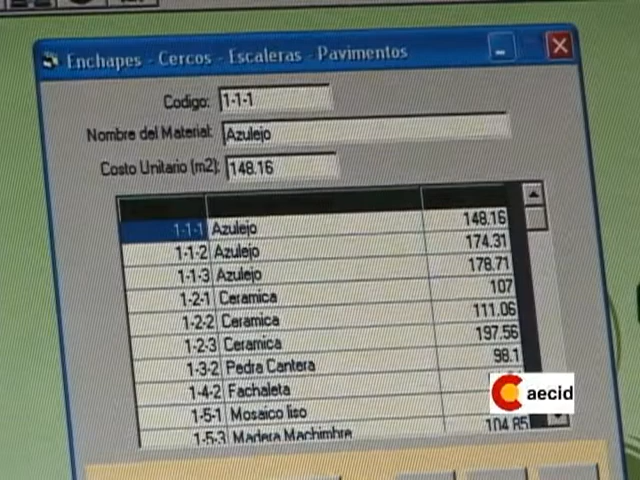 Enchapes - Cercos - Escaleras - Pavimentos
Codigo: 1-1-1
Nombre del Material: Azulejo
Costo Unitario (m2): 148.16
1-1-1 Azulejo 148.16
1-1-2 Azulejo 174.31
1-1-3 Azulejo 178.71
1-2-1 Ceramica 107
1-2-2 Ceramica 111.06
1-2-3 Ceramica 197.56
1-3-2 Pedra Cantera 98.1
1-4-2 Fachaleta
1-5-1 Mosaico liso
1-5-3 Madera Machimbre 104.85
aecid